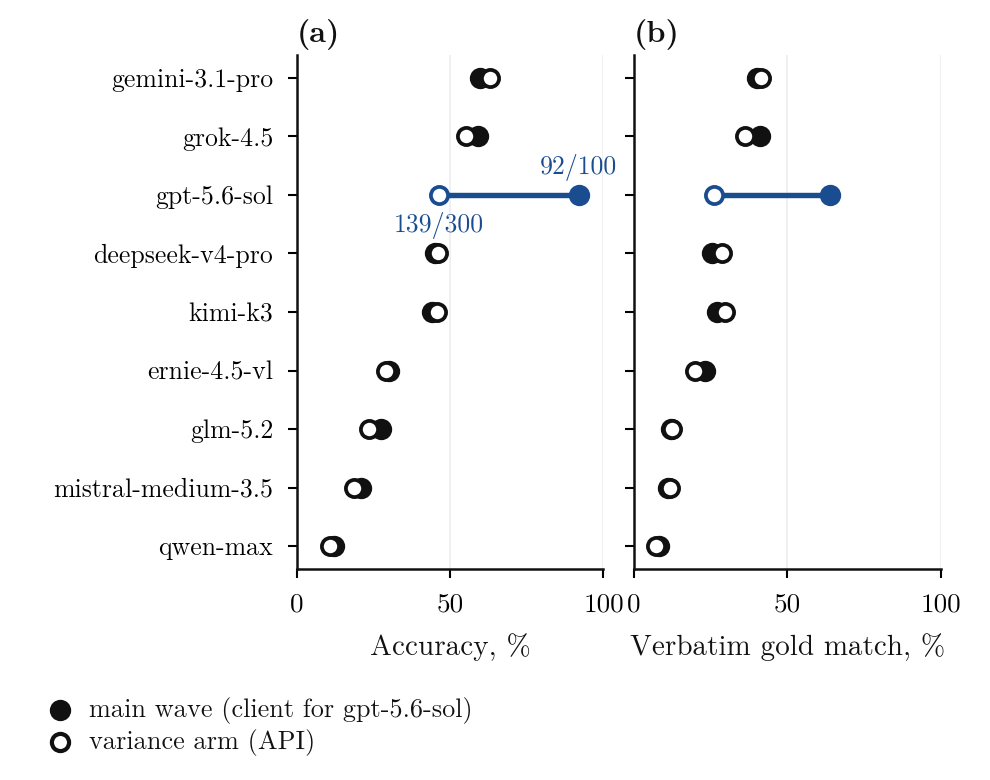 (a) (b)
gemini-3.1-pro
grok-4.5
92/100
gpt-5.6-sol
139/300
deepseek-v4-pro
kimi-k3
ernie-4.5-vl
glm-5.2
mistral-medium-3.5
qwen-max
0 50 100 0 50 100
Accuracy, % Verbatim gold match, %
main wave (client for gpt-5.6-sol)
variance arm (API)